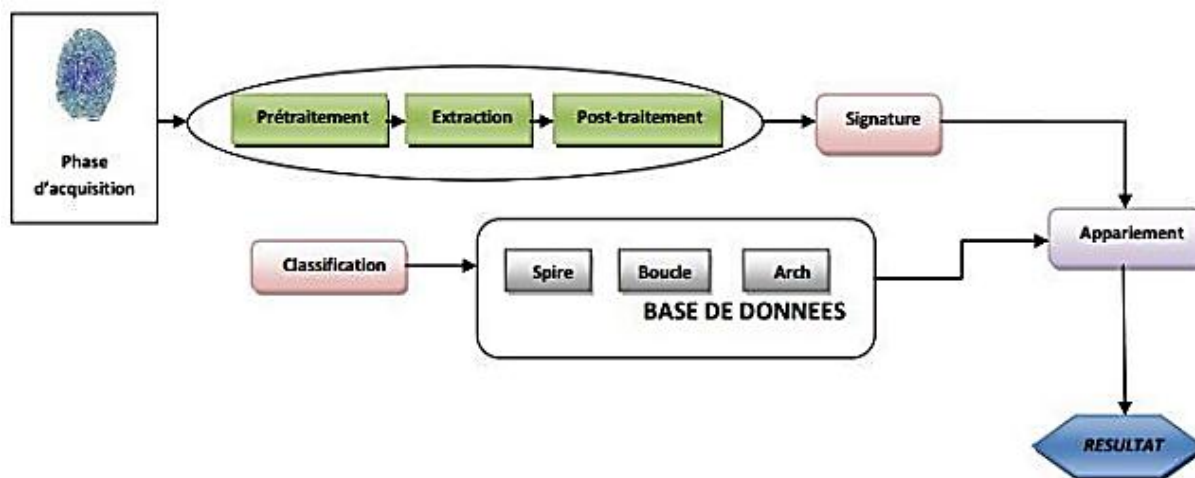 Phase
d'acquisition
Prétraitement
Extraction
Post-traitement
Signature
Classification
Spire
Boucle
Arch
BASE DE DONNEES
Appariement
RESULTAT